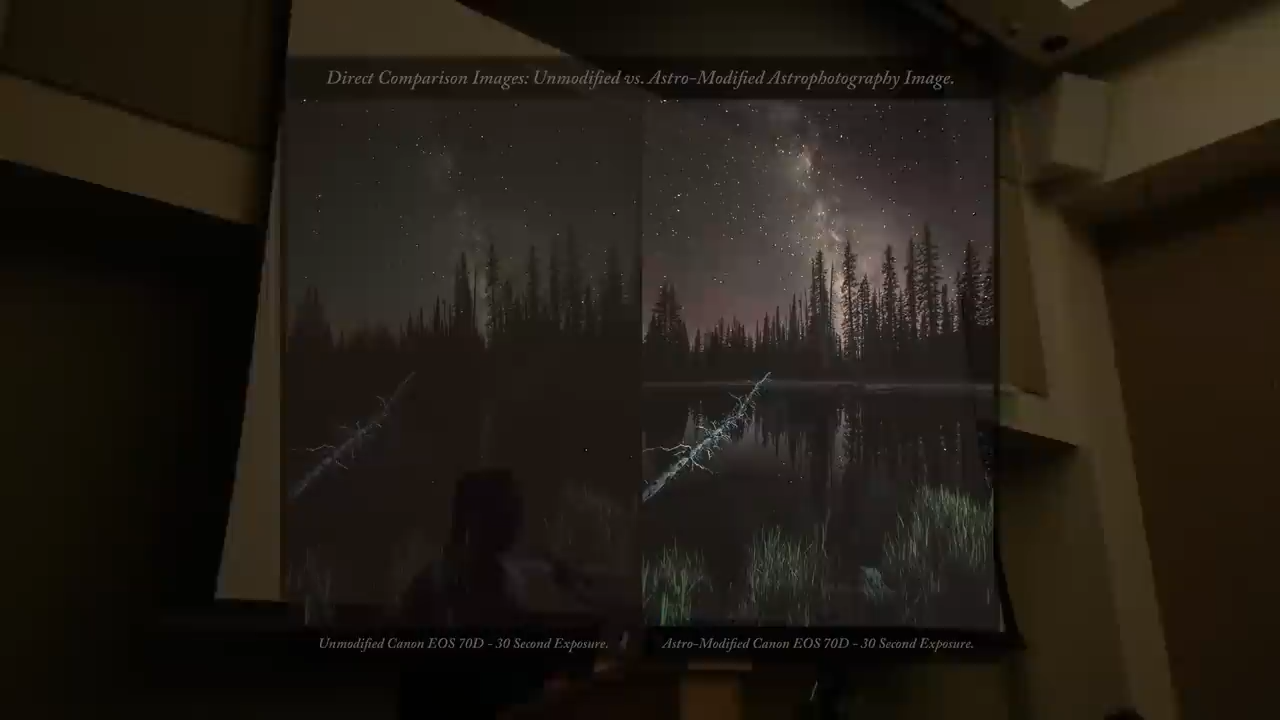 Direct Comparison Images: Unmodified vs. Astro-Modified Astrophotography Image.
Unmodified Canon EOS 70D - 30 Second Exposure.
Astro-Modified Canon EOS 70D - 30 Second Exposure.